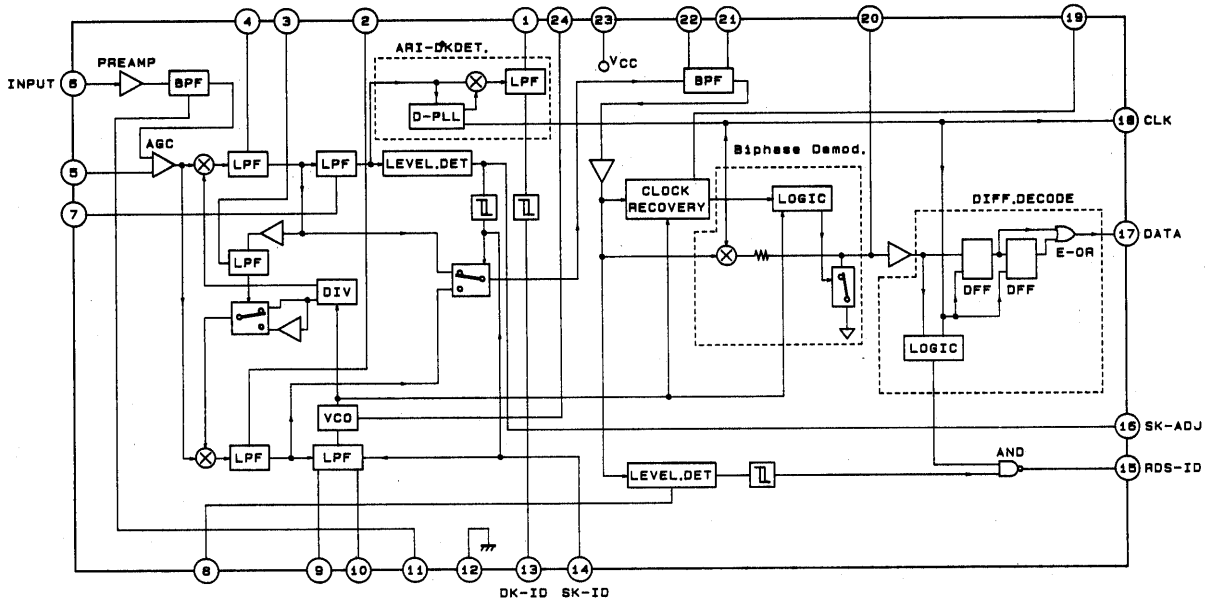 4 3 2 1 24 23 22 21 20 19
ARI-DKDET.
VCC
PREAMP
INPUT 6
BPF
LPF
BPF
D-PLL
18 CLK
AGC
5
LPF
LPF
LEVEL.DET
Biphase Demod.
7
CLOCK
RECOVERY
LOGIC
DIFF.DECODE
17 DATA
E-OR
LPF
DFF
DFF
DIV
LOGIC
VCO
16 SK-ADJ
LPF
LPF
AND
15 RDS-ID
LEVEL.DET
8 9 10 11 12 13 14
DK-ID SK-ID